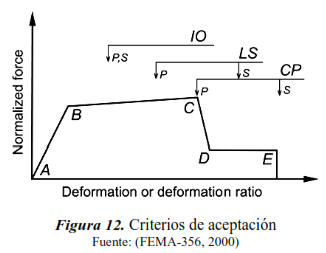 IO
P,S
LS
P
S
CP
P
S
B
C
D
E
A
Normalized force
Deformation or deformation ratio
Figura 12. Criterios de aceptación
Fuente: (FEMA-356, 2000)